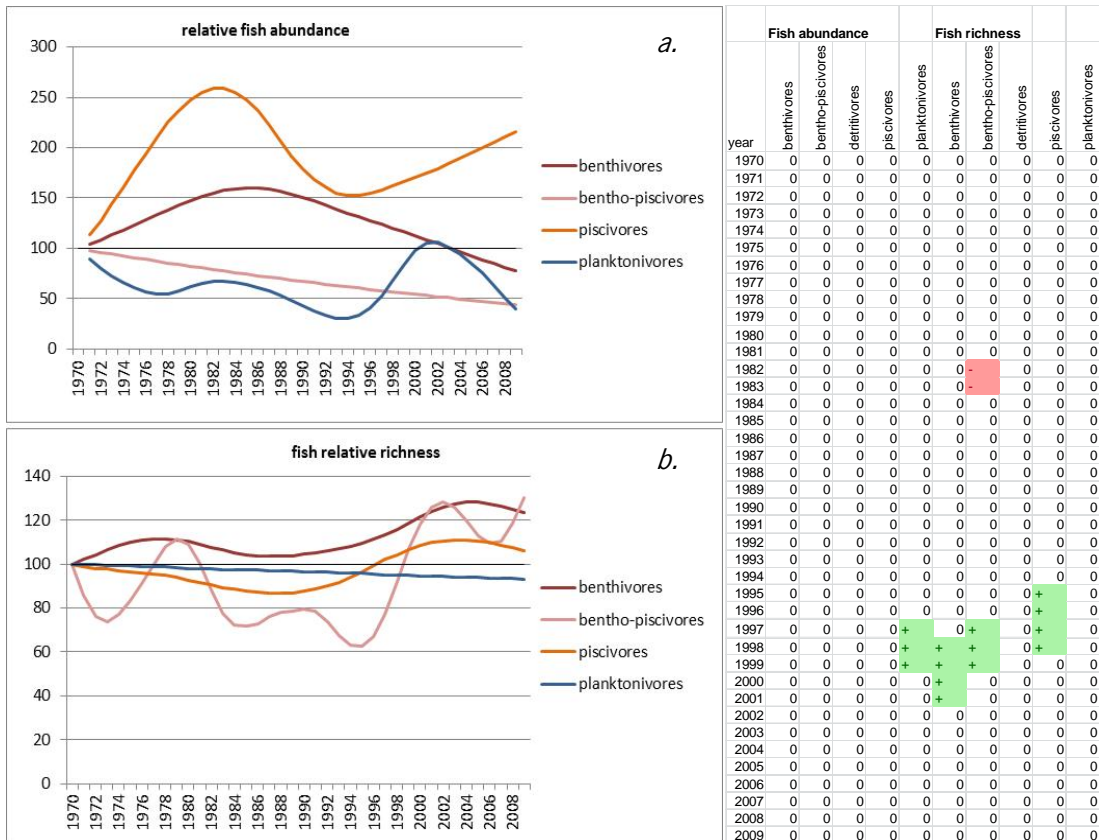 relative fish abundance
a.
300
250
200
150
100
50
0
benthivores
bentho-piscivores
piscivores
planktonivores
1970 1972 1974 1976 1978 1980 1982 1984 1986 1988 1990 1992 1994 1996 1998 2000 2002 2004 2006 2008
fish relative richness
b.
140
120
100
80
60
40
20
0
benthivores
bentho-piscivores
piscivores
planktonivores
1970 1972 1974 1976 1978 1980 1982 1984 1986 1988 1990 1992 1994 1996 1998 2000 2002 2004 2006 2008
Fish abundance Fish richness
year benthivores bentho-piscivores detritivores piscivores planktonivores benthivores bentho-piscivores detritivores piscivores planktonivores
1970 0 0 0 0 0 0 0 0 0 0
1971 0 0 0 0 0 0 0 0 0 0
1972 0 0 0 0 0 0 0 0 0 0
1973 0 0 0 0 0 0 0 0 0 0
1974 0 0 0 0 0 0 0 0 0 0
1975 0 0 0 0 0 0 0 0 0 0
1976 0 0 0 0 0 0 0 0 0 0
1977 0 0 0 0 0 0 0 0 0 0
1978 0 0 0 0 0 0 0 0 0 0
1979 0 0 0 0 0 0 0 0 0 0
1980 0 0 0 0 0 0 0 0 0 0
1981 0 0 0 0 0 0 0 0 0 0
1982 0 0 0 0 0 0 - 0 0 0
1983 0 0 0 0 0 0 - 0 0 0
1984 0 0 0 0 0 0 0 0 0 0
1985 0 0 0 0 0 0 0 0 0 0
1986 0 0 0 0 0 0 0 0 0 0
1987 0 0 0 0 0 0 0 0 0 0
1988 0 0 0 0 0 0 0 0 0 0
1989 0 0 0 0 0 0 0 0 0 0
1990 0 0 0 0 0 0 0 0 0 0
1991 0 0 0 0 0 0 0 0 0 0
1992 0 0 0 0 0 0 0 0 0 0
1993 0 0 0 0 0 0 0 0 0 0
1994 0 0 0 0 0 0 0 0 0 0
1995 0 0 0 0 0 0 0 0 + 0
1996 0 0 0 0 0 0 0 0 + 0
1997 0 0 0 0 + 0 + 0 + 0
1998 0 0 0 0 + + + 0 + 0
1999 0 0 0 0 + + + 0 0 0
2000 0 0 0 0 0 + 0 0 0 0
2001 0 0 0 0 0 + 0 0 0 0
2002 0 0 0 0 0 0 0 0 0 0
2003 0 0 0 0 0 0 0 0 0 0
2004 0 0 0 0 0 0 0 0 0 0
2005 0 0 0 0 0 0 0 0 0 0
2006 0 0 0 0 0 0 0 0 0 0
2007 0 0 0 0 0 0 0 0 0 0
2008 0 0 0 0 0 0 0 0 0 0
2009 0 0 0 0 0 0 0 0 0 0